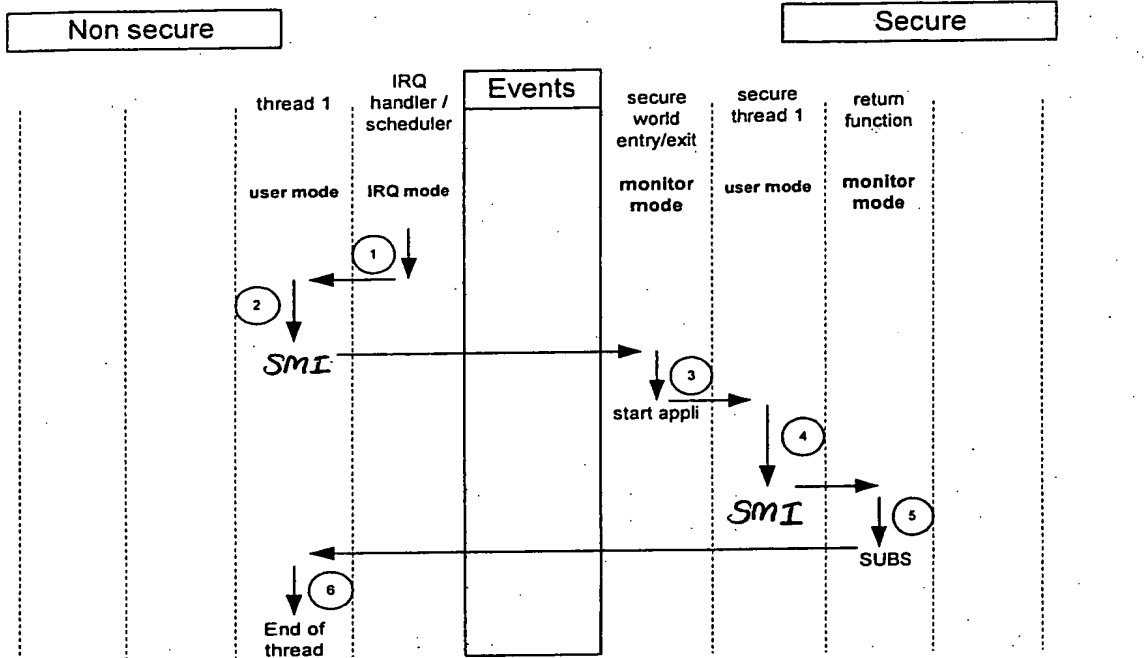 Non secure
Secure
thread 1
IRQ
handler /
scheduler
Events
secure
world
entry/exit
secure
thread 1
return
function
user mode
IRQ mode
monitor
mode
user mode
monitor
mode
1
2
SMI
3
start appli
4
SMI
5
SUBS
6
End of
thread